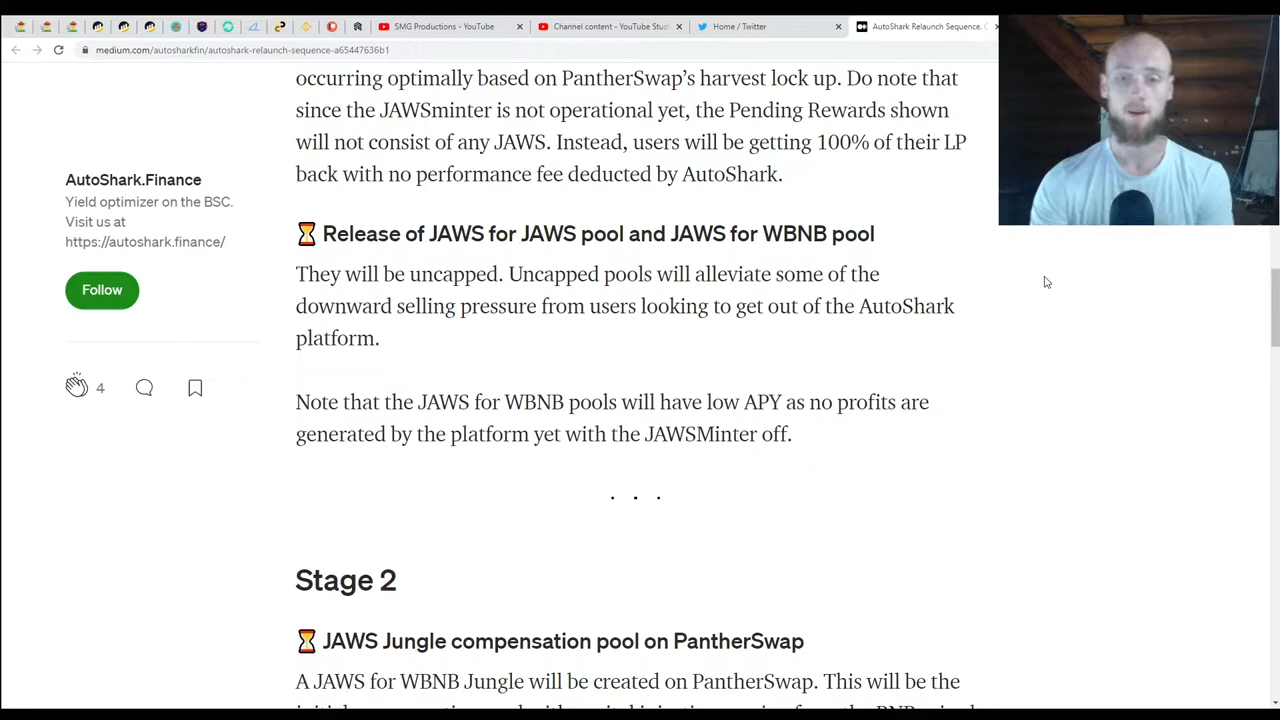 SMG Productions - YouTube
Channel content - YouTube Stud
Home / Twitter
AutoShark Relaunch Sequence. C
medium.com/autosharkfin/autoshark-relaunch-sequence-a65447636b1
occurring optimally based on PantherSwap's harvest lock up. Do note that
since the JAWSminter is not operational yet, the Pending Rewards shown
will not consist of any JAWS. Instead, users will be getting 100% of their LP
back with no performance fee deducted by AutoShark.
AutoShark.Finance
Yield optimizer on the BSC.
Visit us at
https://autoshark.finance/
Follow
4
Release of JAWS for JAWS pool and JAWS for WBNB pool
They will be uncapped. Uncapped pools will alleviate some of the
downward selling pressure from users looking to get out of the AutoShark
platform.
Note that the JAWS for WBNB pools will have low APY as no profits are
generated by the platform yet with the JAWSMinter off.
. . .
Stage 2
JAWS Jungle compensation pool on PantherSwap
A JAWS for WBNB Jungle will be created on PantherSwap. This will be the